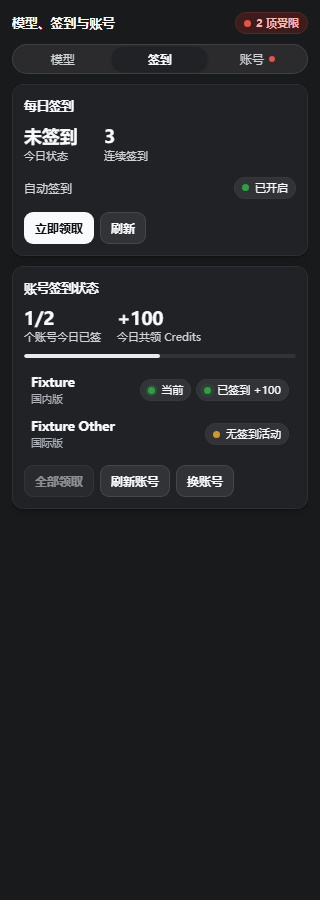 模型、签到与账号
2 项受限
模型 签到 账号
每日签到
未签到 3
今日状态 连续签到
自动签到 已开启
立即领取 刷新
账号签到状态
1/2 +100
个账号今日已签 今日共领 Credits
Fixture
国内版
当前 已签到 +100
Fixture Other
国际版
无签到活动
全部领取 刷新账号 换账号